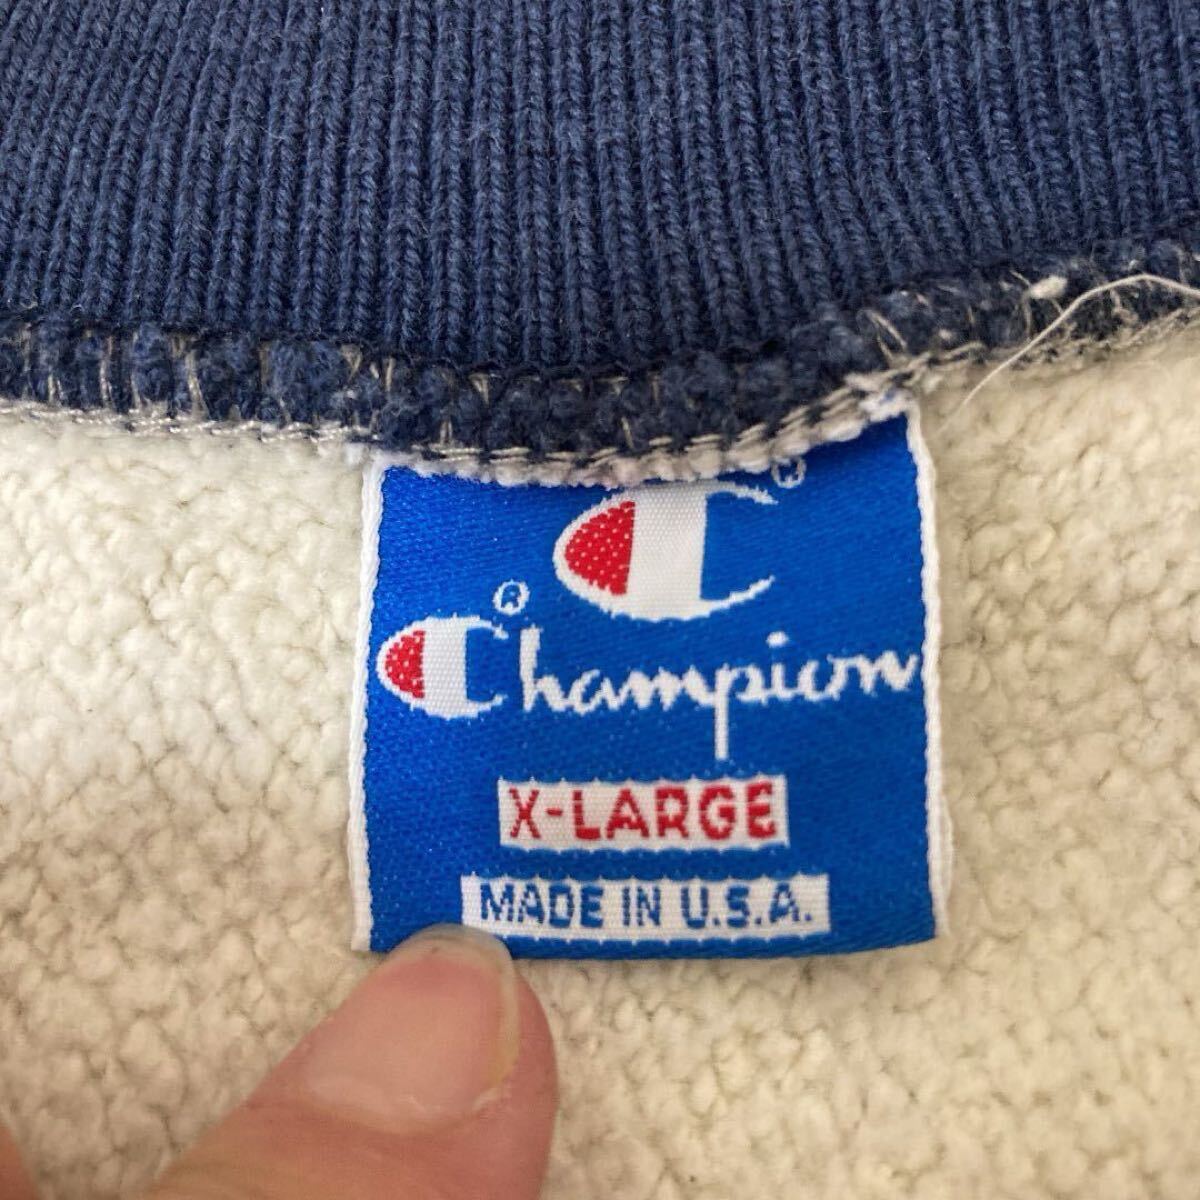 C®
Champion®
X-LARGE
MADE IN U.S.A.